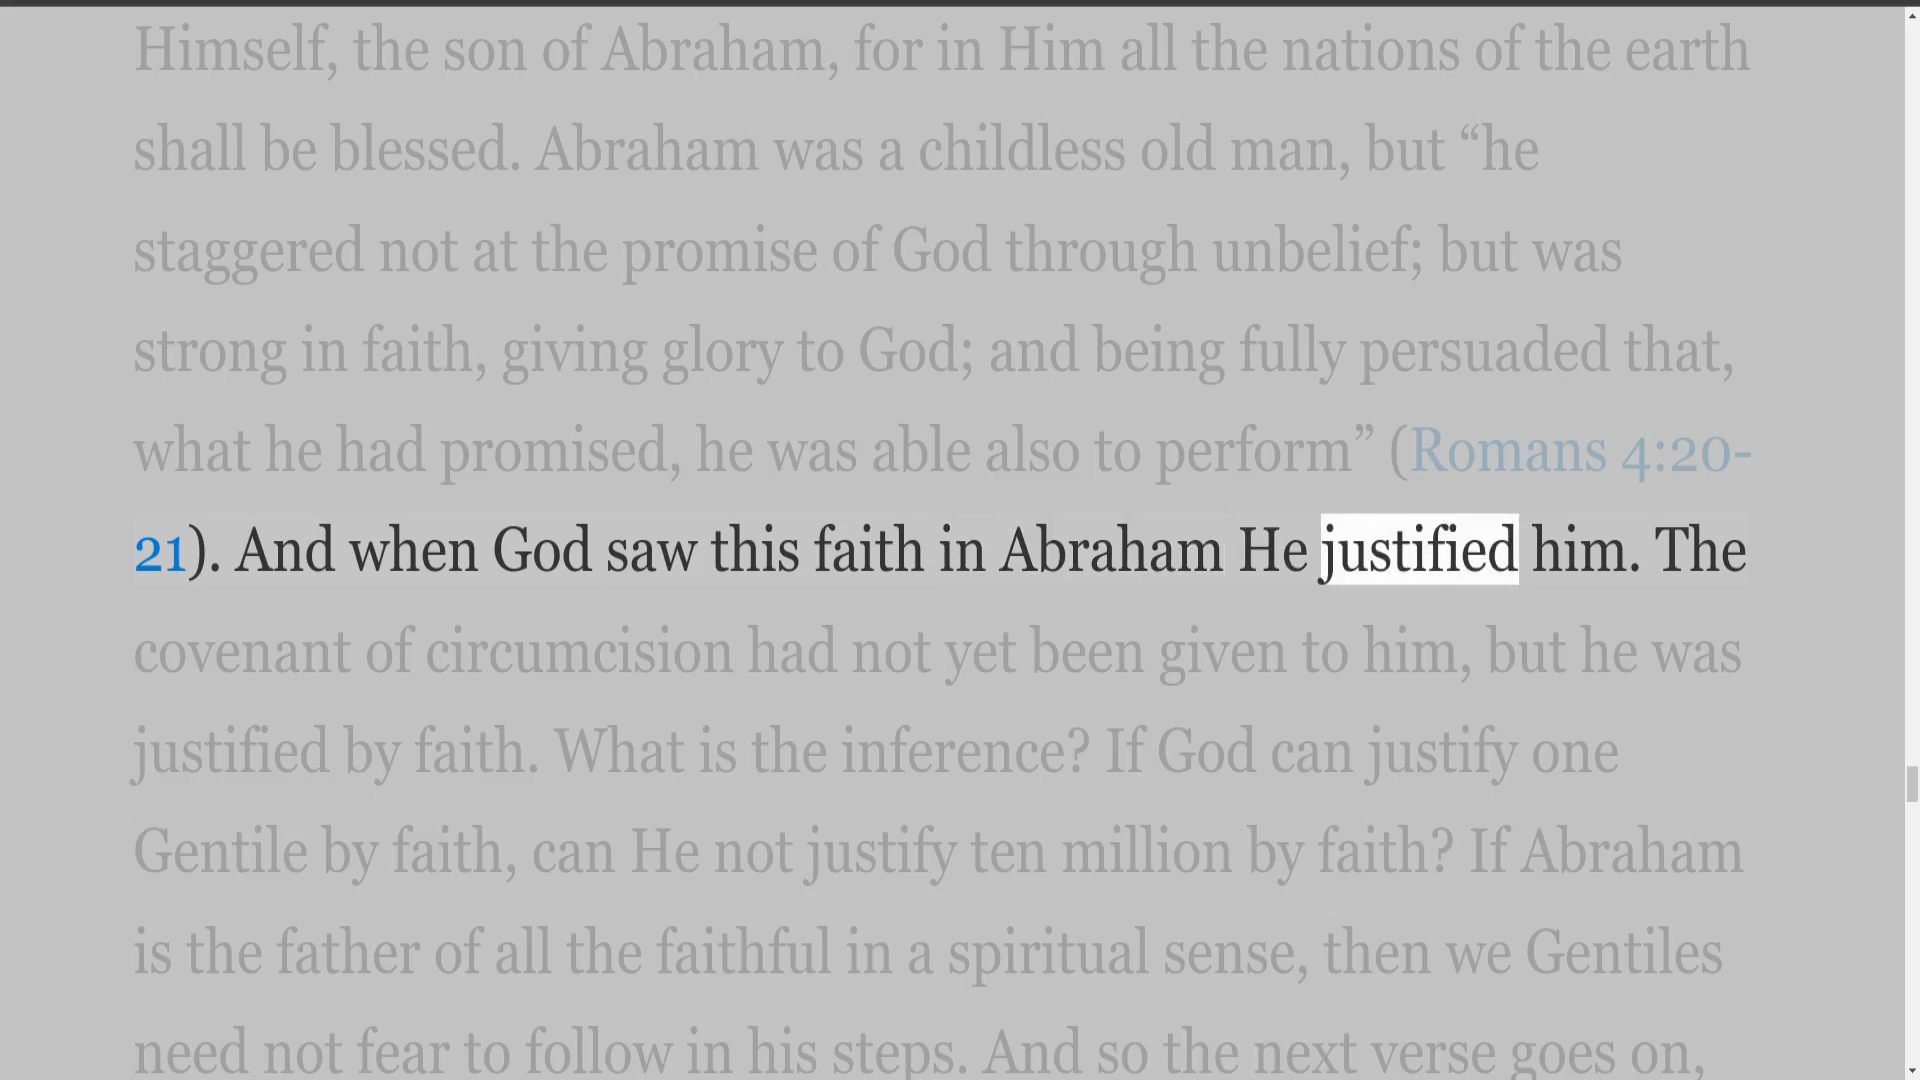 Himself, the son of Abraham, for in Him all the nations of the earth
shall be blessed. Abraham was a childless old man, but “he
staggered not at the promise of God through unbelief; but was
strong in faith, giving glory to God; and being fully persuaded that,
what he had promised, he was able also to perform” (Romans 4:20-
21). And when God saw this faith in Abraham He justified him. The
covenant of circumcision had not yet been given to him, but he was
justified by faith. What is the inference? If God can justify one
Gentile by faith, can He not justify ten million by faith? If Abraham
is the father of all the faithful in a spiritual sense, then we Gentiles
need not fear to follow in his steps. And so the next verse goes on,